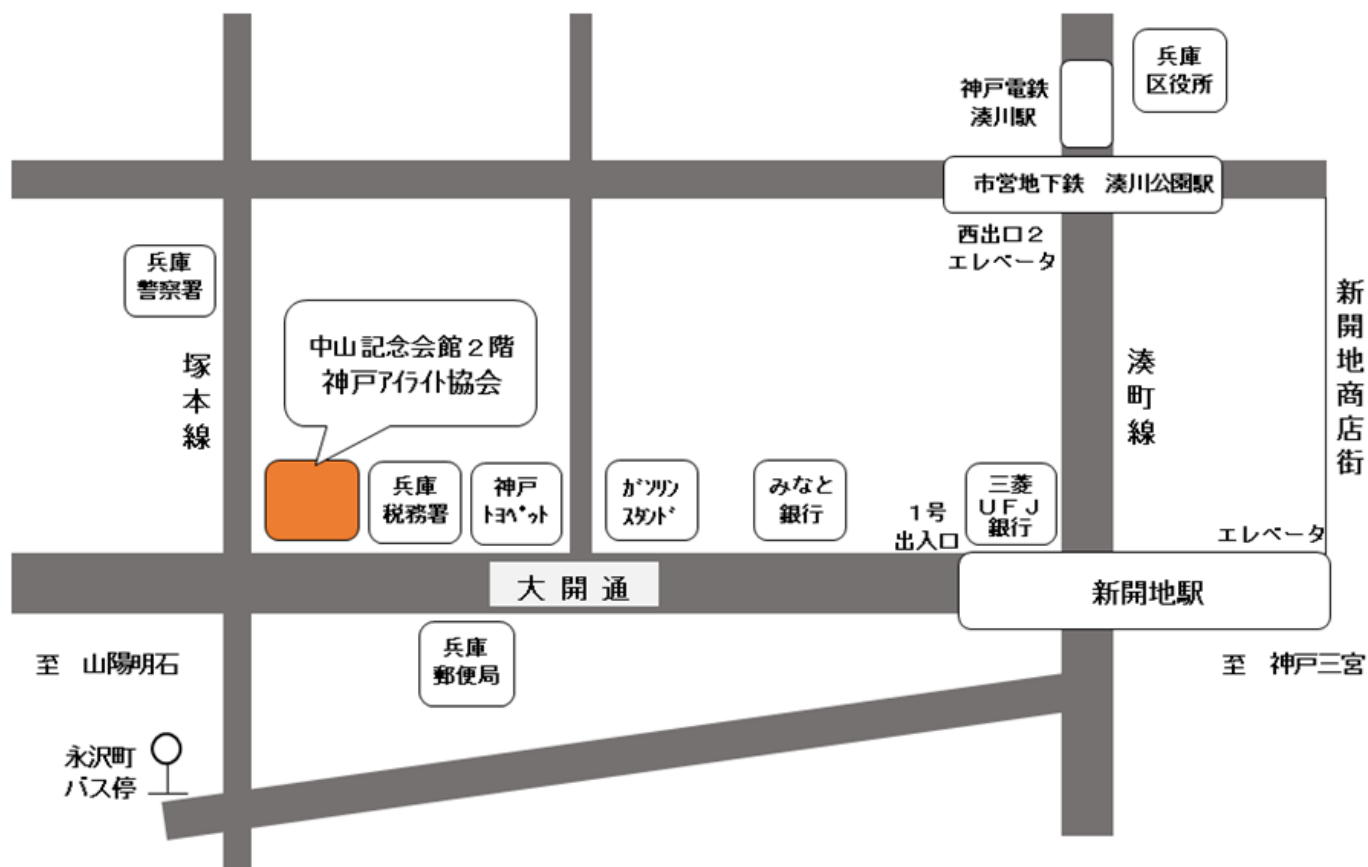 兵庫
区役所
神戸電鉄
湊川駅
市営地下鉄　湊川公園駅
西出口２
エレベータ
兵庫
警察署
中山記念会館２階
神戸ｱｲﾗｲﾄ協会
塚本線
湊町線
新開地商店街
兵庫
税務署
神戸
ﾄﾖﾍﾟｯﾄ
ｶﾞｿﾘﾝ
ｽﾀﾝﾄﾞ
みなと
銀行
１号
出入口
三菱
ＵＦＪ
銀行
エレベータ
大開通
新開地駅
兵庫
郵便局
至　山陽明石
至　神戸三宮
永沢町
バス停